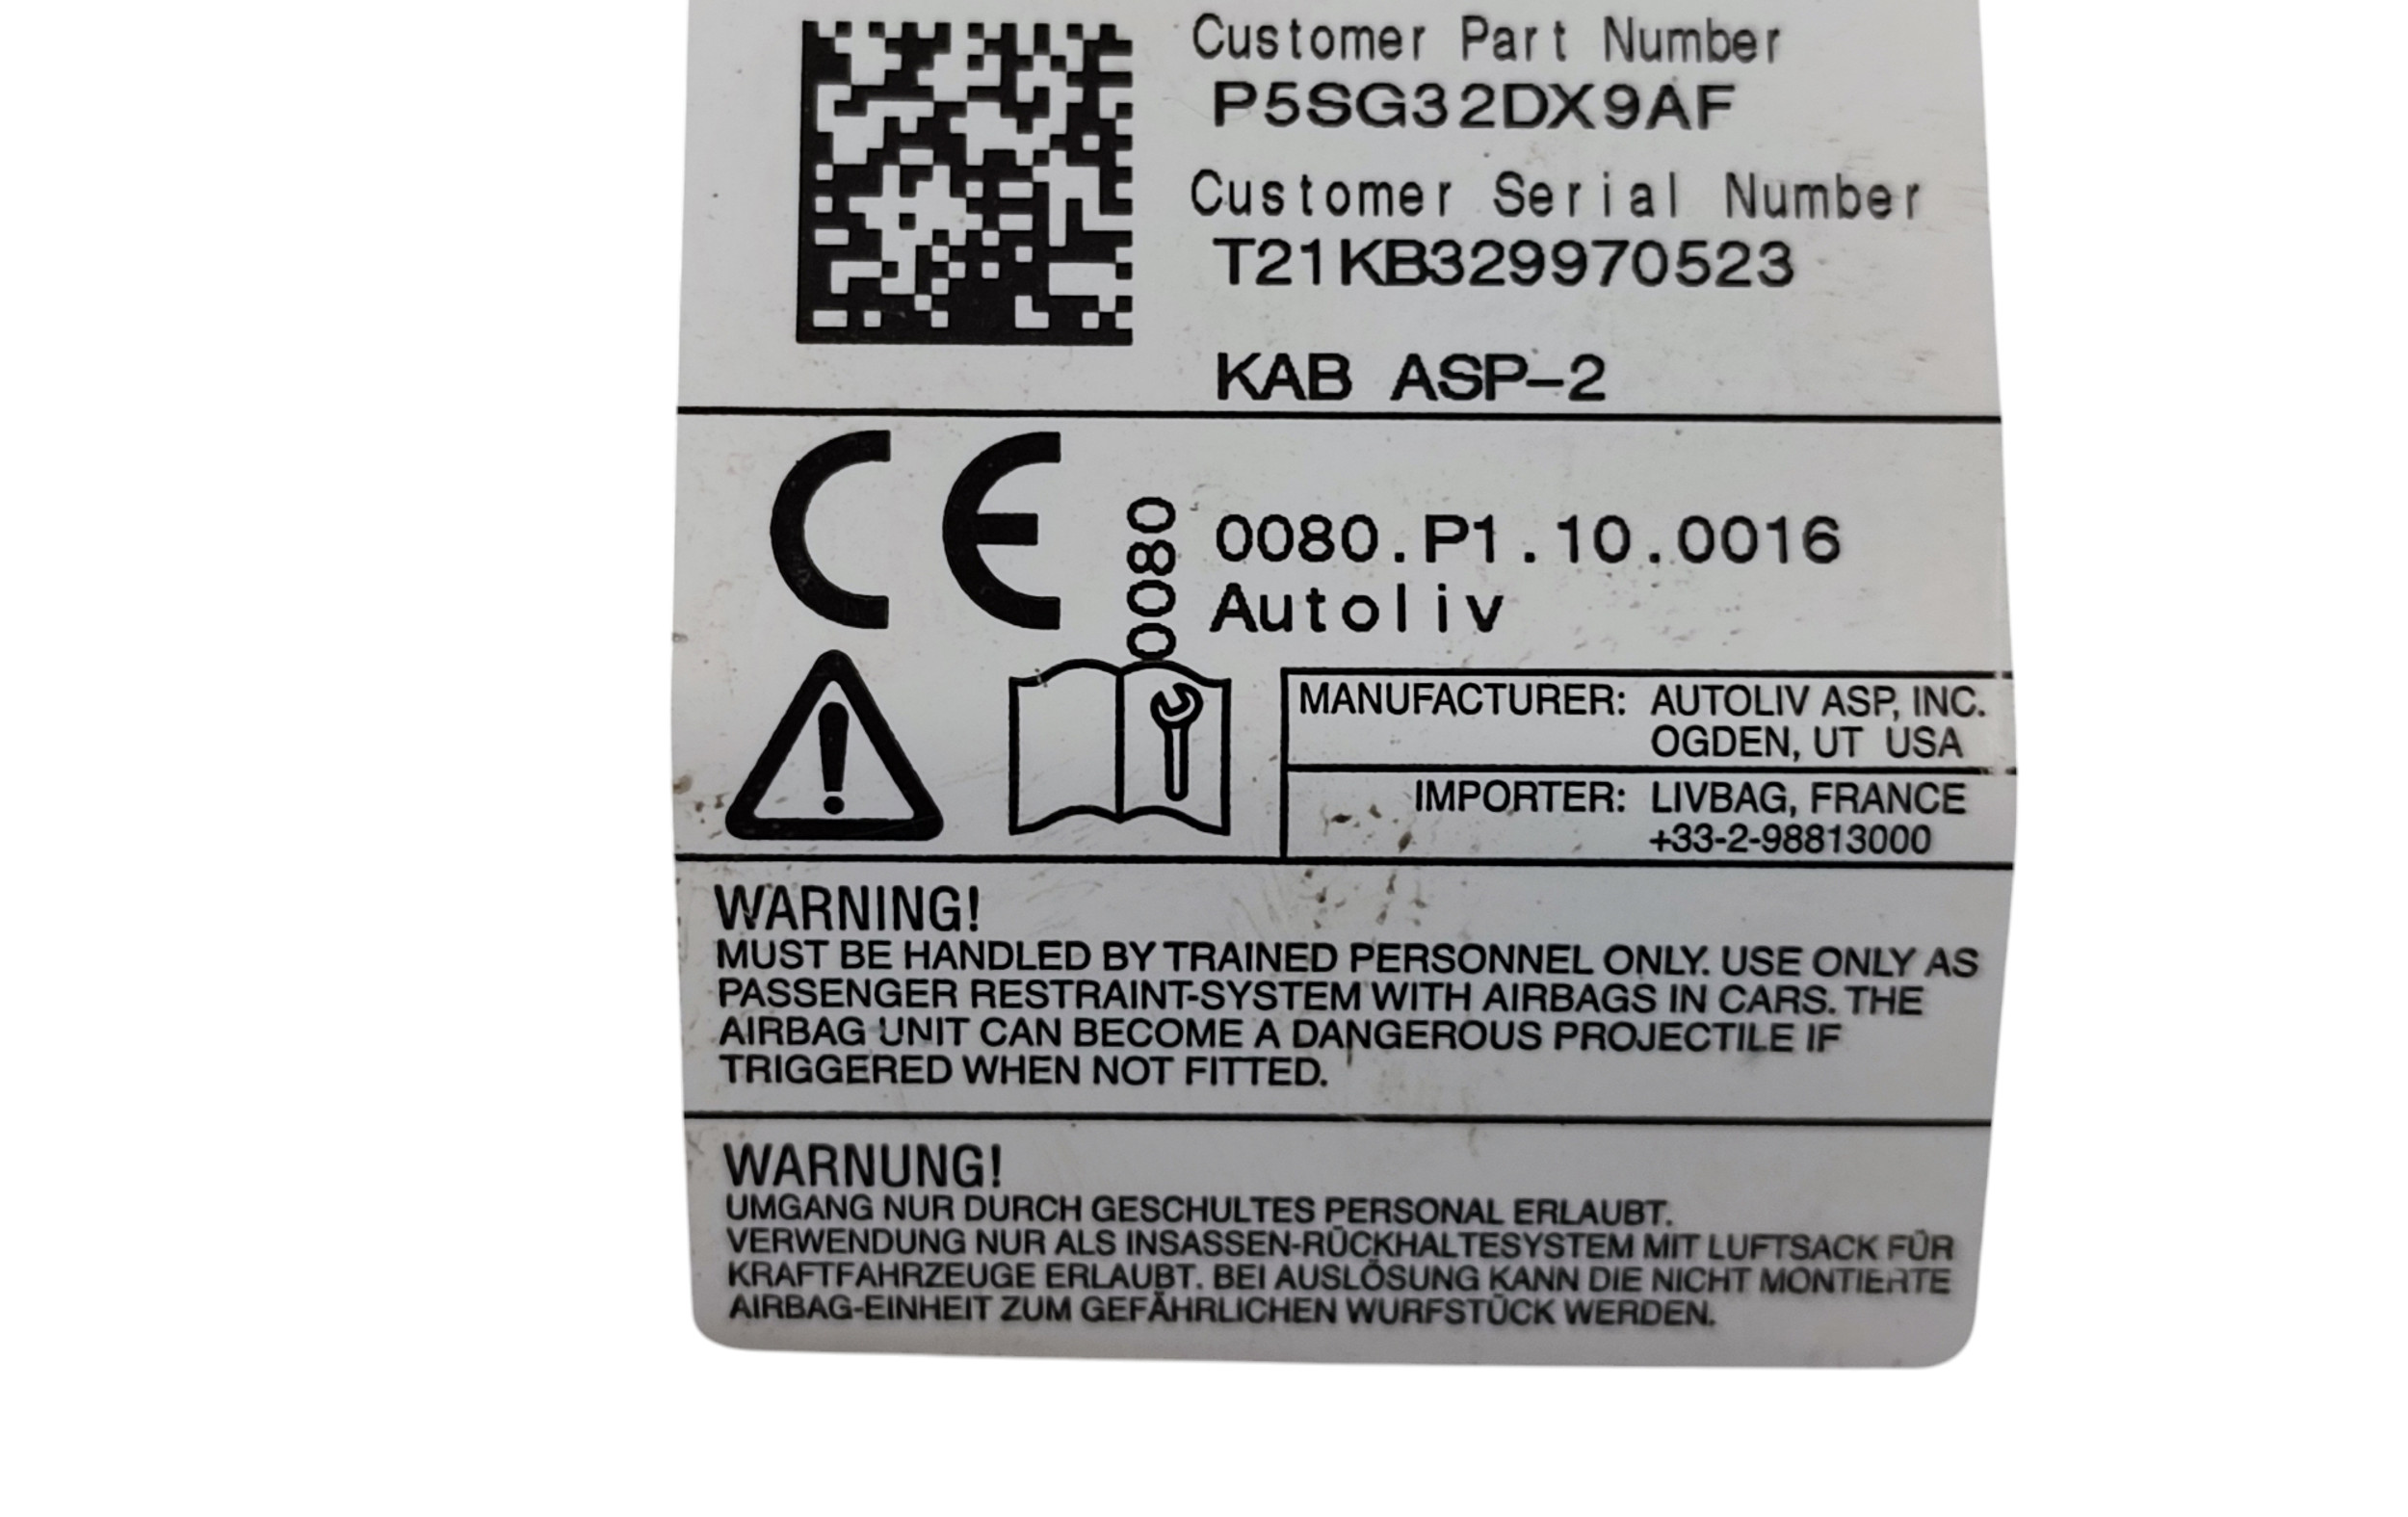 Customer Part Number
P5SG32DX9AF
Customer Serial Number
T21KB329970523
KAB ASP-2
CE
0080
0080.P1.10.0016
Autoliv
MANUFACTURER: AUTOLIV ASP, INC.
OGDEN, UT USA
IMPORTER: LIVBAG, FRANCE
+33-2-98813000
WARNING!
MUST BE HANDLED BY TRAINED PERSONNEL ONLY. USE ONLY AS
PASSENGER RESTRAINT-SYSTEM WITH AIRBAGS IN CARS. THE
AIRBAG UNIT CAN BECOME A DANGEROUS PROJECTILE IF
TRIGGERED WHEN NOT FITTED.
WARNUNG!
UMGANG NUR DURCH GESCHULTES PERSONAL ERLAUBT.
VERWENDUNG NUR ALS INSASSEN-RÜCKHALTESYSTEM MIT LUFTSACK FÜR
KRAFTFAHRZEUGE ERLAUBT. BEI AUSLÖSUNG KANN DIE NICHT MONTIERTE
AIRBAG-EINHEIT ZUM GEFÄHRLICHEN WURFSTÜCK WERDEN.